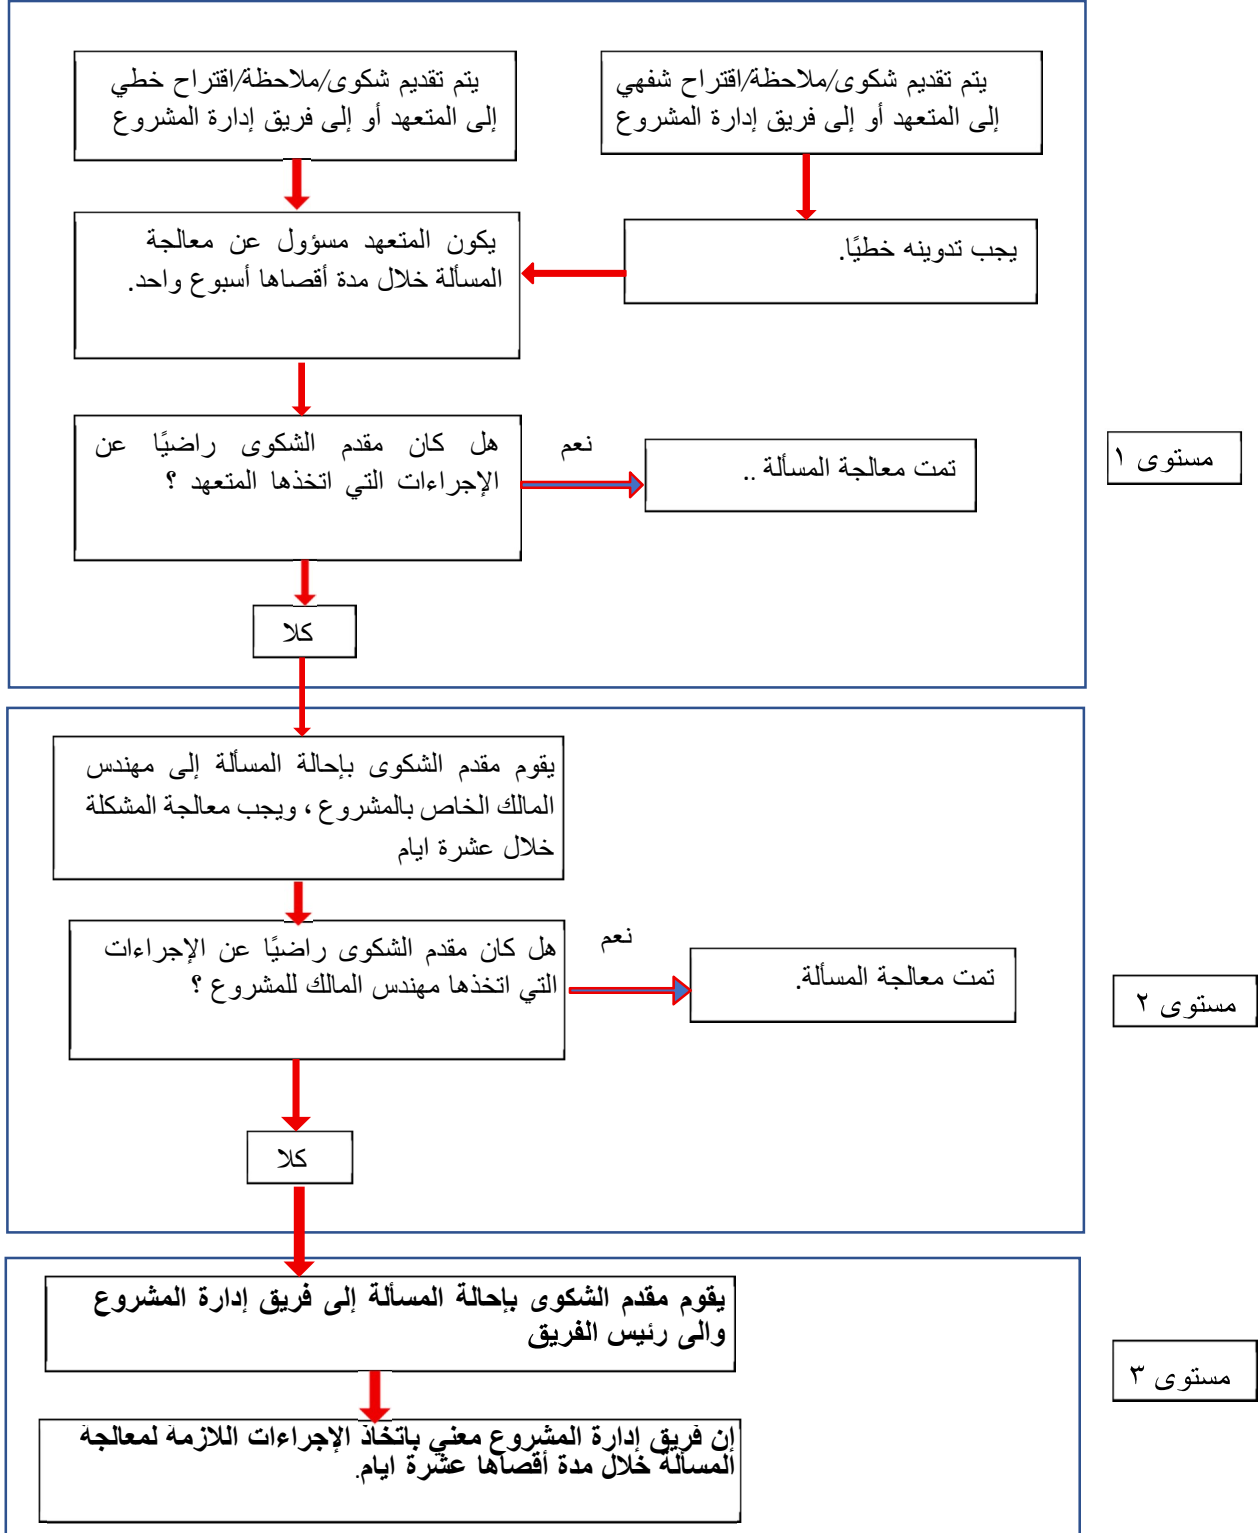 يتم تقديم شكوى/ملاحظة/اقتراح شفهي
إلى المتعهد أو إلى فريق إدارة المشروع
يتم تقديم شكوى/ملاحظة/اقتراح خطي
إلى المتعهد أو إلى فريق إدارة المشروع
يجب تدوينه خطيًا.
يكون المتعهد مسؤول عن معالجة
المسألة خلال مدة أقصاها أسبوع واحد.
هل كان مقدم الشكوى راضيًا عن
الإجراءات التي اتخذها المتعهد ؟
نعم
تمت معالجة المسألة ..
مستوى ١
كلا
يقوم مقدم الشكوى بإحالة المسألة إلى مهندس
المالك الخاص بالمشروع ، ويجب معالجة المشكلة
خلال عشرة ايام
هل كان مقدم الشكوى راضيًا عن الإجراءات
التي اتخذها مهندس المالك للمشروع ؟
نعم
تمت معالجة المسألة.
مستوى ٢
كلا
يقوم مقدم الشكوى بإحالة المسألة إلى فريق إدارة المشروع
والى رئيس الفريق
مستوى ٣
إن فريق إدارة المشروع معني باتخاذ الإجراءات اللازمة لمعالجة
المسألة خلال مدة أقصاها عشرة ايام.